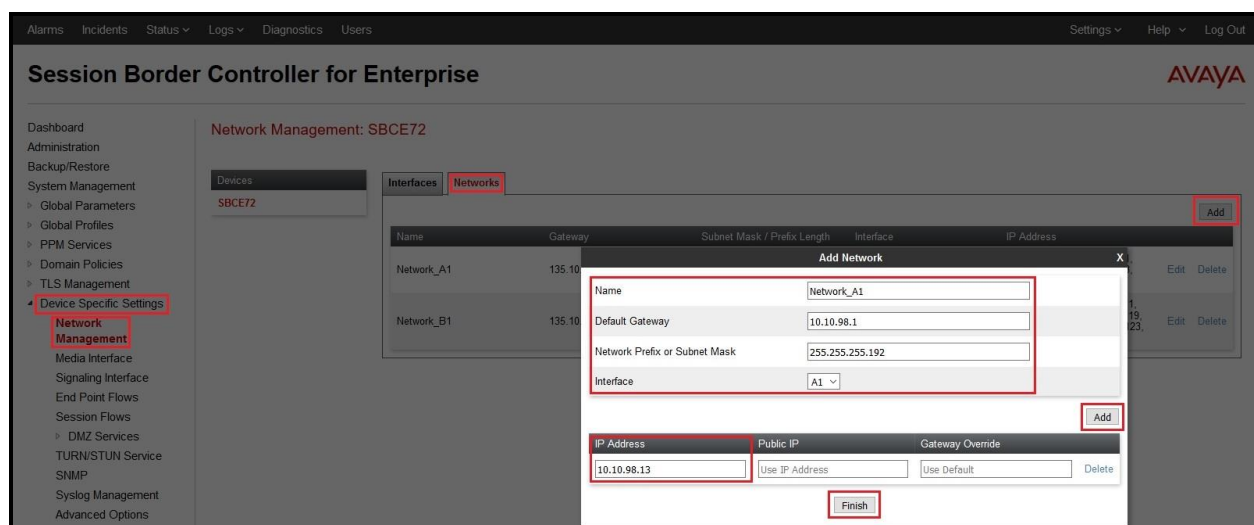 Alarms Incidents Status Logs Diagnostics Users Settings Help Log Out
Session Border Controller for Enterprise
AVAYA
Dashboard
Administration
Backup/Restore
System Management
Global Parameters
Global Profiles
PPM Services
Domain Policies
TLS Management
Device Specific Settings
Network
Management
Media Interface
Signaling Interface
End Point Flows
Session Flows
DMZ Services
TURN/STUN Service
SNMP
Syslog Management
Advanced Options
Network Management: SBCE72
Devices
SBCE72
Interfaces Networks
Add
Name Gateway Subnet Mask / Prefix Length Interface IP Address
Network_A1 135.10 Edit Delete
Network_B1 135.10 Edit Delete
Add Network X
Name Network_A1
Default Gateway 10.10.98.1
Network Prefix or Subnet Mask 255.255.255.192
Interface A1
Add
IP Address Public IP Gateway Override
10.10.98.13 Use IP Address Use Default Delete
Finish